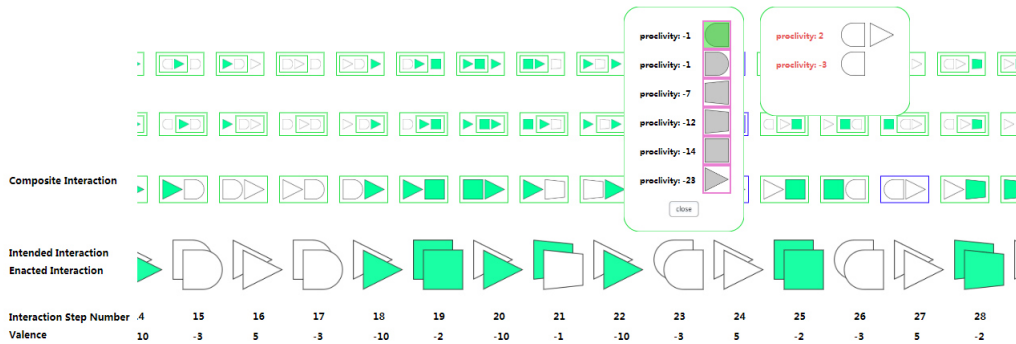 proclivity: -1
proclivity: -1
proclivity: -7
proclivity: -12
proclivity: -14
proclivity: -23
close
proclivity: 2
proclivity: -3
Composite Interaction
Intended Interaction
Enacted Interaction
Interaction Step Number .4 15 16 17 18 19 20 21 22 23 24 25 26 27 28
Valence 10 -3 5 -3 -10 -2 -10 -1 -10 -3 5 -2 -3 5 -2